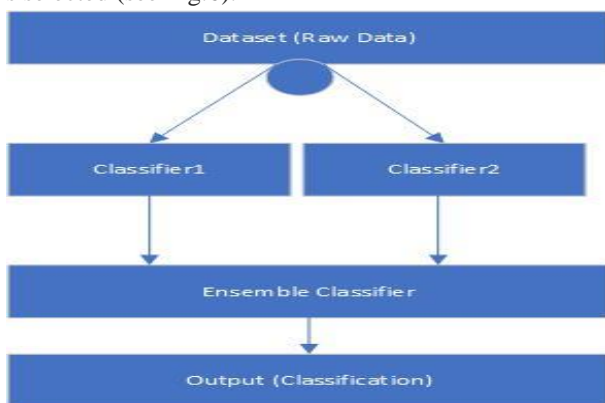 Dataset (Raw Data)
Classifier1
Classifier2
Ensemble Classifier
Output (Classification)